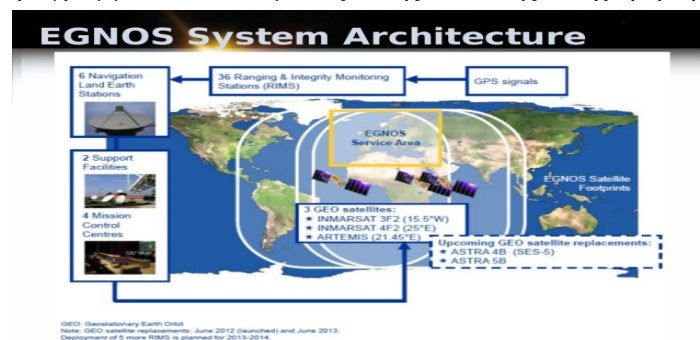 EGNOS System Architecture
6 Navigation
Land Earth
Stations
36 Ranging & Integrity Monitoring
Stations (RIMS)
GPS signals
EGNOS
Service Area
2 Support
Facilities
EGNOS Satellite
Footprints
4 Mission
Control
Centres
3 GEO satellites:
★ INMARSAT 3F2 (15.5°W)
★ INMARSAT 4F2 (25°E)
★ ARTEMIS (21.45°E)
Upcoming GEO satellite replacements:
★ ASTRA 4B (SES-5)
★ ASTRA 5B
GEO: Geostationary Earth Orbit
Note: GEO satellite replacements: June 2012 (launched) and June 2013.
Deployment of 5 more RIMS is planned for 2013-2014.